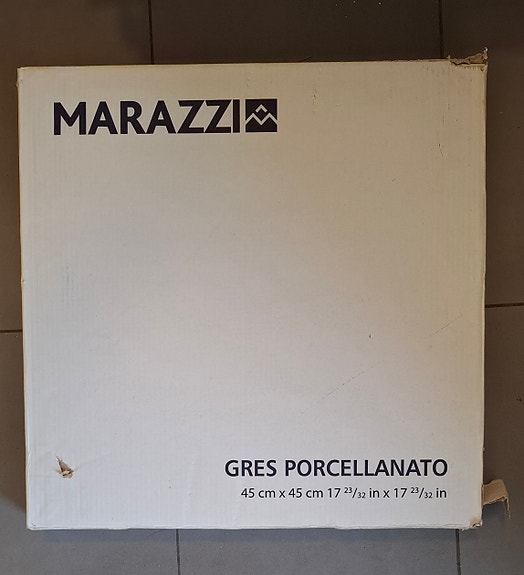 MARAZZI
GRES PORCELLANATO
45 cm x 45 cm 17 23/32 in x 17 23/32 in